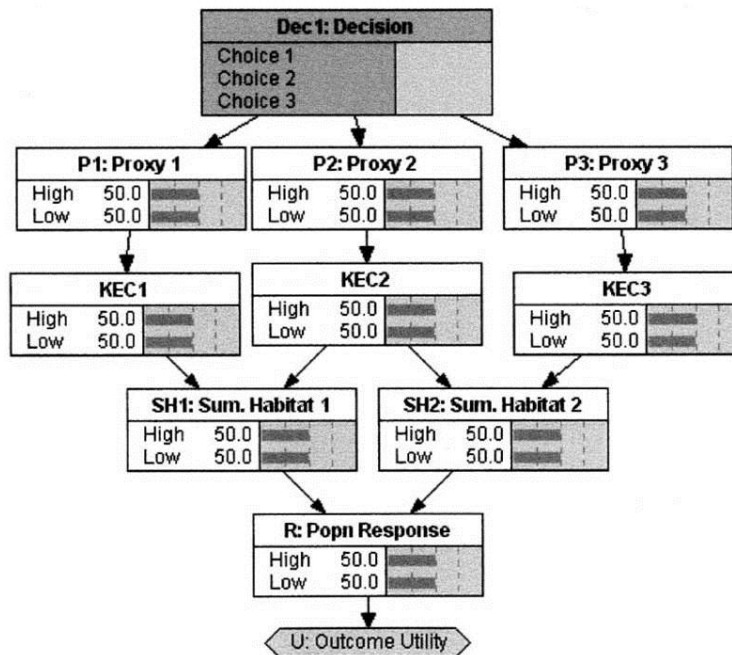 Dec1: Decision
Choice 1
Choice 2
Choice 3
P1: Proxy 1
High 50.0
Low 50.0
P2: Proxy 2
High 50.0
Low 50.0
P3: Proxy 3
High 50.0
Low 50.0
KEC1
High 50.0
Low 50.0
KEC2
High 50.0
Low 50.0
KEC3
High 50.0
Low 50.0
SH1: Sum. Habitat 1
High 50.0
Low 50.0
SH2: Sum. Habitat 2
High 50.0
Low 50.0
R: Popn Response
High 50.0
Low 50.0
U: Outcome Utility